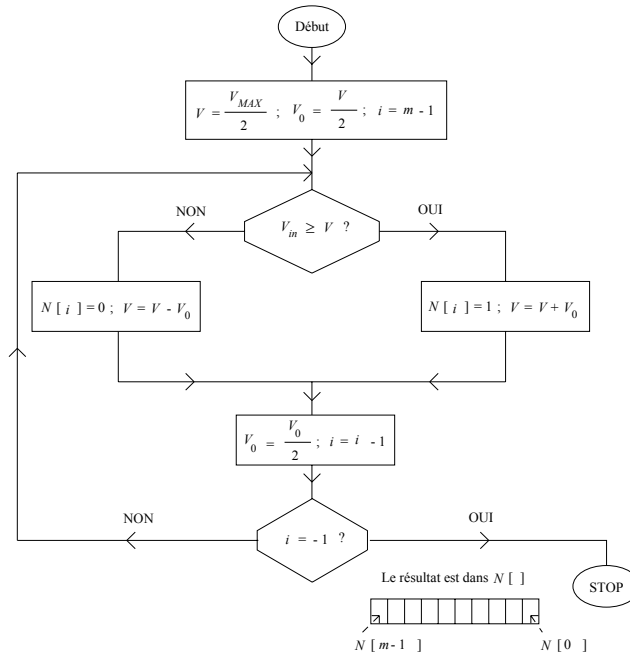 Début
V = V_MAX / 2 ; V_0 = V / 2 ; i = m - 1
NON
OUI
V_in ≥ V ?
N [ i ] = 0 ; V = V - V_0
N [ i ] = 1 ; V = V + V_0
V_0 = V_0 / 2 ; i = i - 1
NON
OUI
i = - 1 ?
STOP
Le résultat est dans N [ ]
N [ m-1 ]
N [ 0 ]